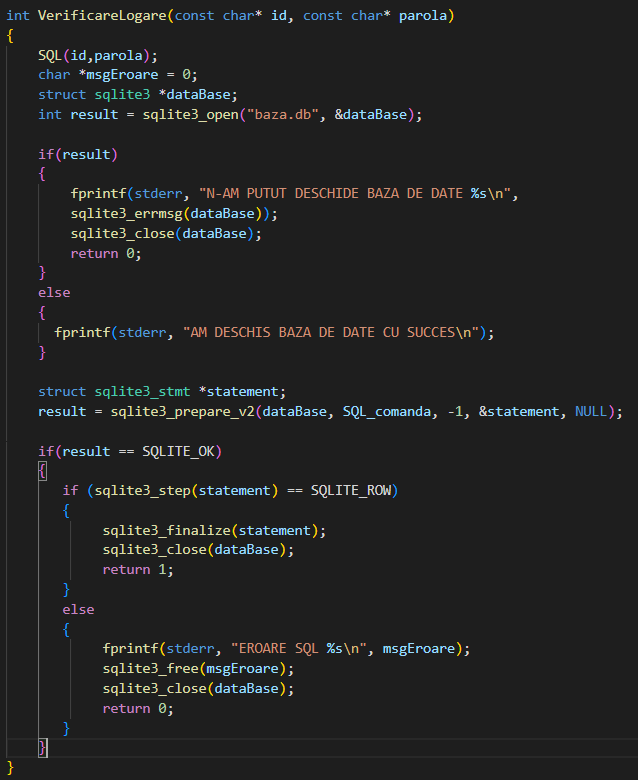 int VerificareLogare(const char* id, const char* parola)
{
    SQL(id,parola);
    char *msgEroare = 0;
    struct sqlite3 *dataBase;
    int result = sqlite3_open("baza.db", &dataBase);

    if(result)
    {
        fprintf(stderr, "N-AM PUTUT DESCHIDE BAZA DE DATE %s\n",
        sqlite3_errmsg(dataBase));
        sqlite3_close(dataBase);
        return 0;
    }
    else
    {
      fprintf(stderr, "AM DESCHIS BAZA DE DATE CU SUCCES\n");
    }

    struct sqlite3_stmt *statement;
    result = sqlite3_prepare_v2(dataBase, SQL_comanda, -1, &statement, NULL);

    if(result == SQLITE_OK)
    {
       if (sqlite3_step(statement) == SQLITE_ROW)
       {
            sqlite3_finalize(statement);
            sqlite3_close(dataBase);
            return 1;
       }
       else
       {
            fprintf(stderr, "EROARE SQL %s\n", msgEroare);
            sqlite3_free(msgEroare);
            sqlite3_close(dataBase);
            return 0;
       }
    }
}